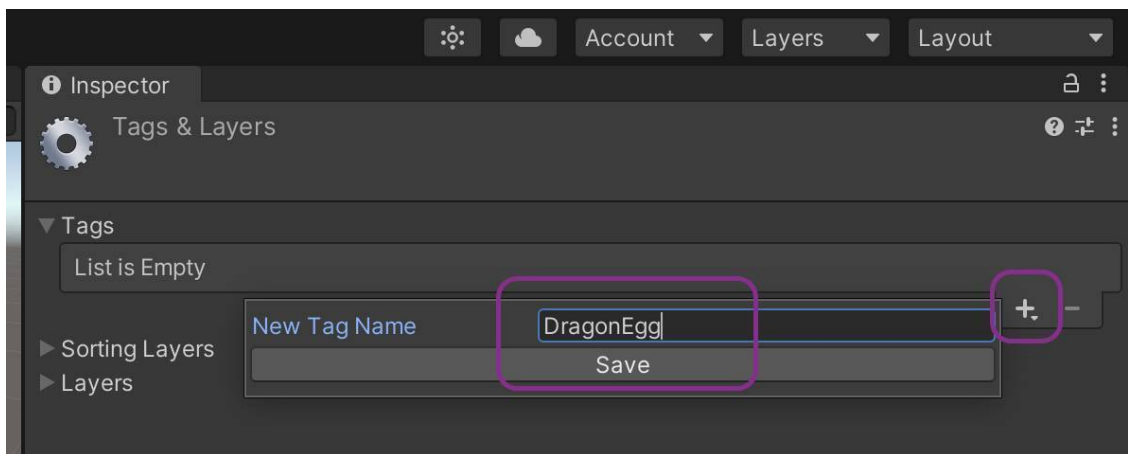 Account Layers Layout
Inspector
Tags & Layers
Tags
List is Empty
New Tag Name DragonEgg
Save
Sorting Layers
Layers